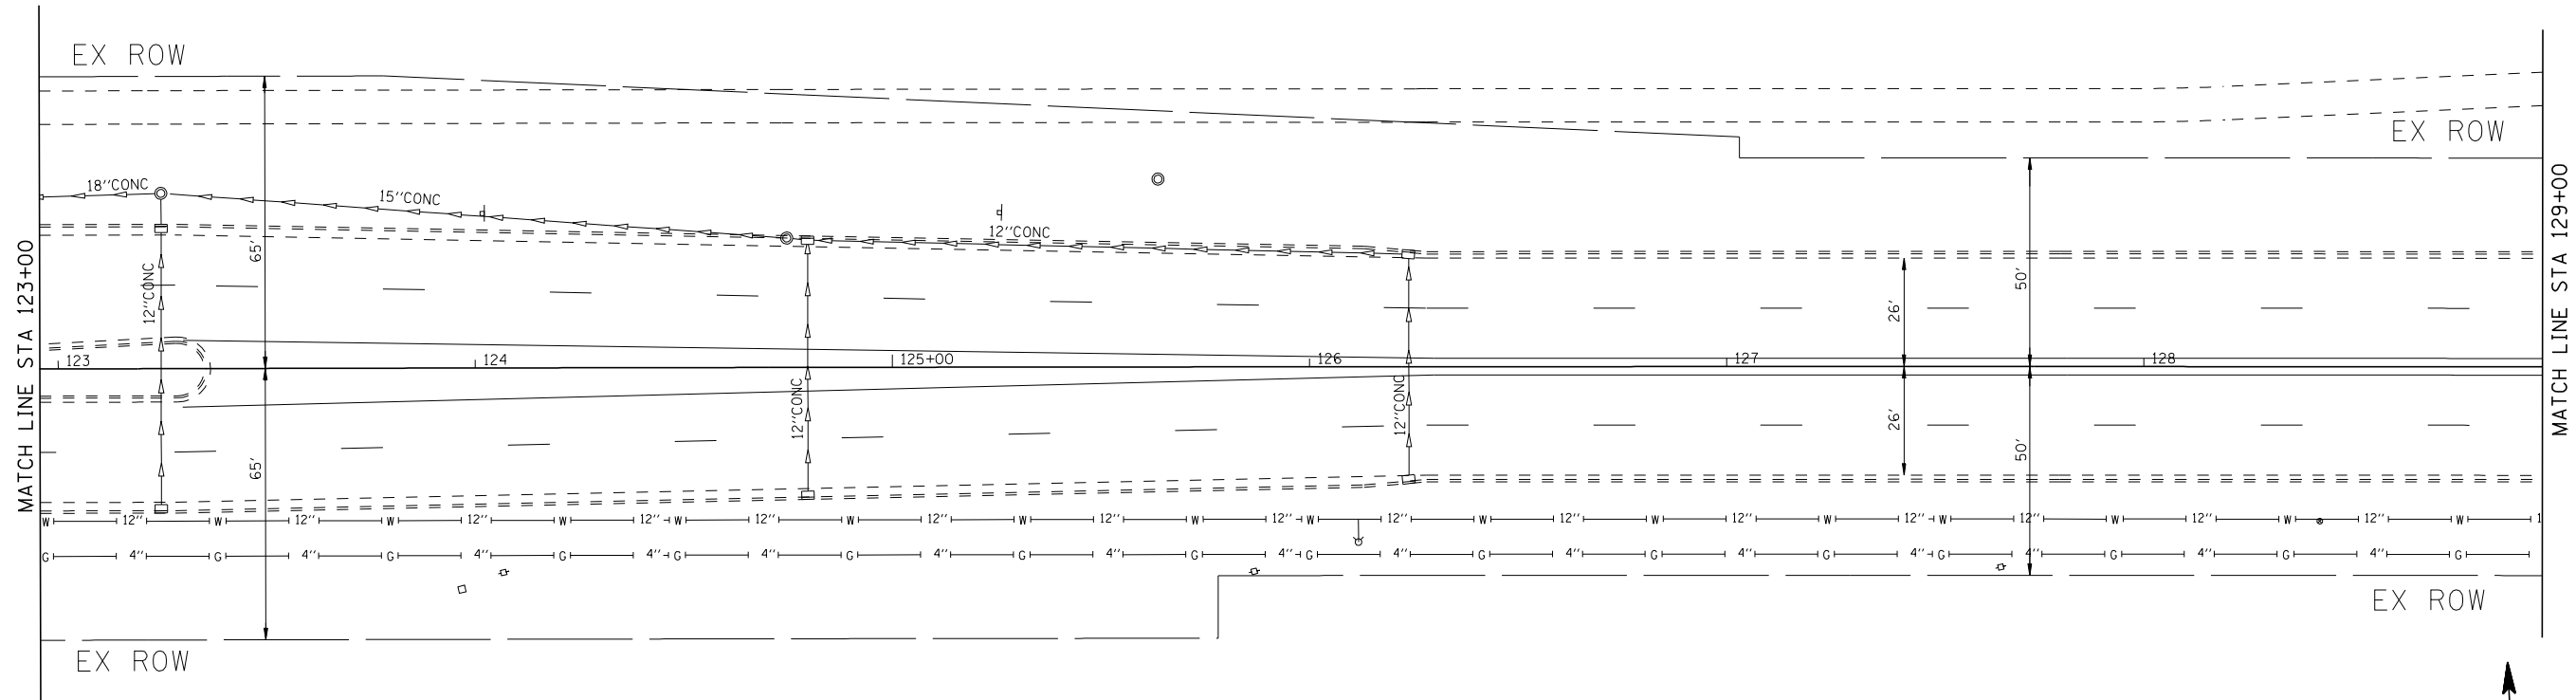 EX ROW
EX ROW
MATCH LINE STA 123+00
MATCH LINE STA 129+00
18''CONC
15''CONC
12''CONC
65'
50'
12''CONC
26'
123
124
125+00
126
127
128
12''CONC
12''CONC
65'
26'
50'
W 12'' W 12'' W 12'' W 12'' W 12'' W 12'' W 12'' W 12'' W 12'' W 12'' W 12'' W 12'' W 12'' W 12'' W 12'' W 1
G 4'' G 4'' G 4'' G 4'' G 4'' G 4'' G 4'' G 4'' G 4'' G 4'' G 4'' G 4'' G 4'' G 4'' G 4'' G
EX ROW
EX ROW